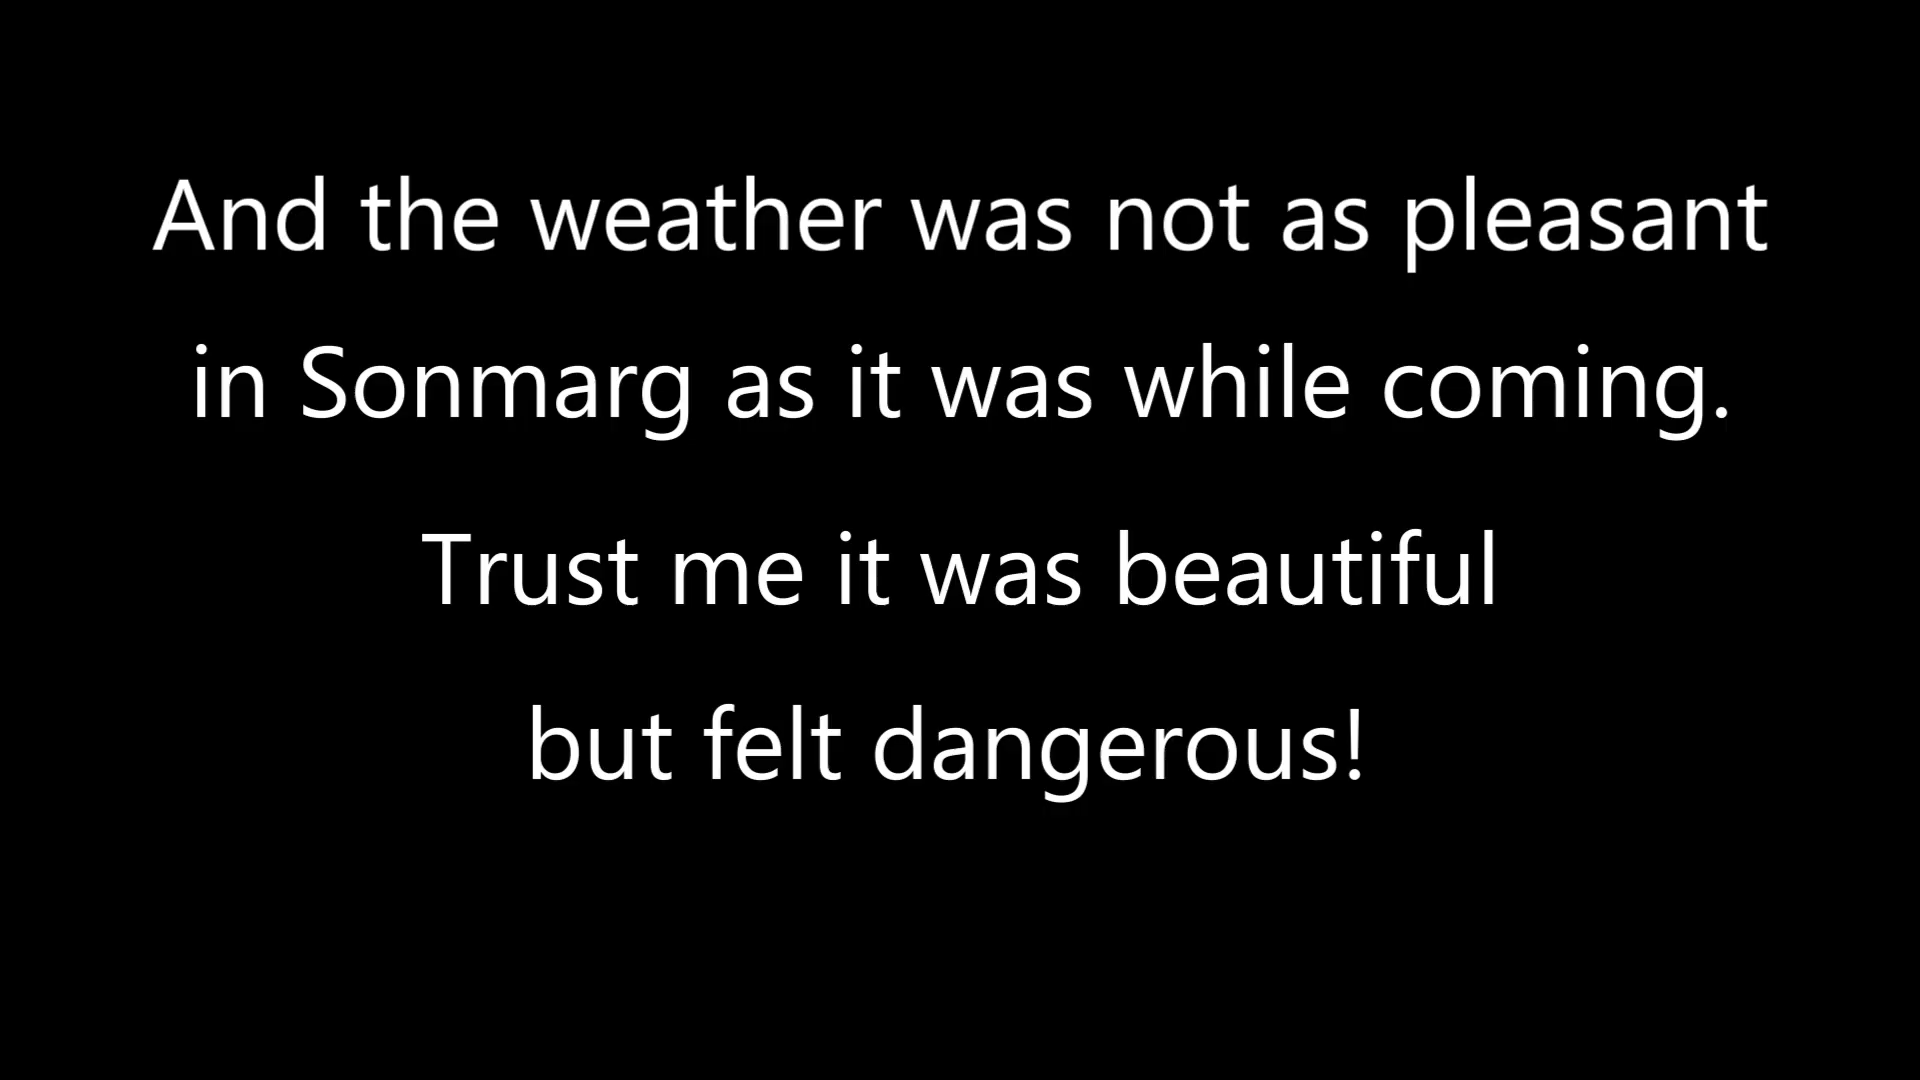 And the weather was not as pleasant
in Sonmarg as it was while coming.
Trust me it was beautiful
but felt dangerous!